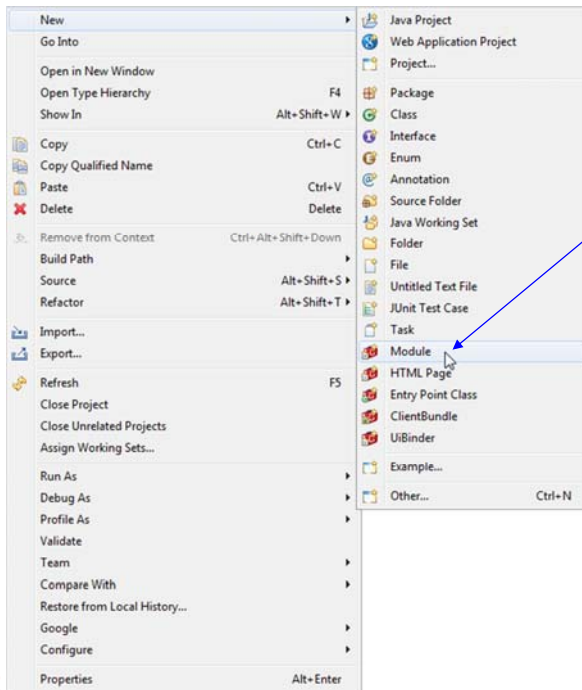 New
Go Into
Open in New Window
Open Type Hierarchy F4
Show In Alt+Shift+W
Copy Ctrl+C
Copy Qualified Name
Paste Ctrl+V
Delete Delete
Remove from Context Ctrl+Alt+Shift+Down
Build Path
Source Alt+Shift+S
Refactor Alt+Shift+T
Import...
Export...
Refresh F5
Close Project
Close Unrelated Projects
Assign Working Sets...
Run As
Debug As
Profile As
Validate
Team
Compare With
Restore from Local History...
Google
Configure
Properties Alt+Enter
Java Project
Web Application Project
Project...
Package
Class
Interface
Enum
Annotation
Source Folder
Java Working Set
Folder
File
Untitled Text File
JUnit Test Case
Task
Module
HTML Page
Entry Point Class
ClientBundle
UiBinder
Example...
Other... Ctrl+N